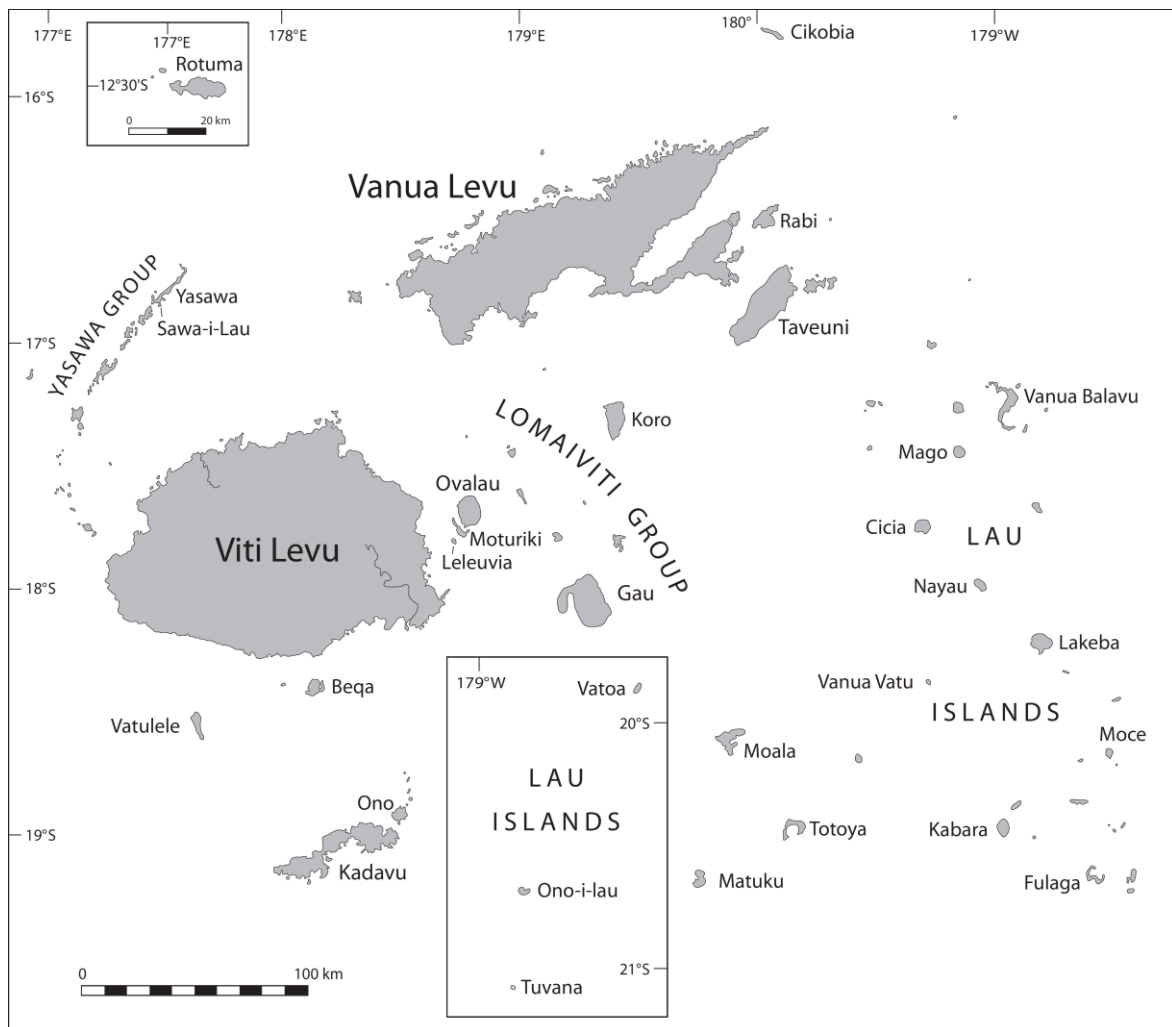 177°E
178°E
179°E
180°
179°W
177°E
Rotuma
12°30'S
0 20 km
Cikobia
16°S
Vanua Levu
Rabi
YASAWA GROUP
Yasawa
Sawa-i-Lau
Taveuni
17°S
Vanua Balavu
Koro
LOMAIVITI GROUP
Mago
Ovalau
Cicia
LAU
Viti Levu
Moturiki
Leleuvia
18°S
Gau
Nayau
Lakeba
Beqa
179°W
Vatoa
Vanua Vatu
ISLANDS
Vatulele
20°S
Moce
Moala
LAU
ISLANDS
Ono
19°S
Totoya
Kabara
Kadavu
Ono-i-lau
Matuku
Fulaga
0 100 km
21°S
Tuvana